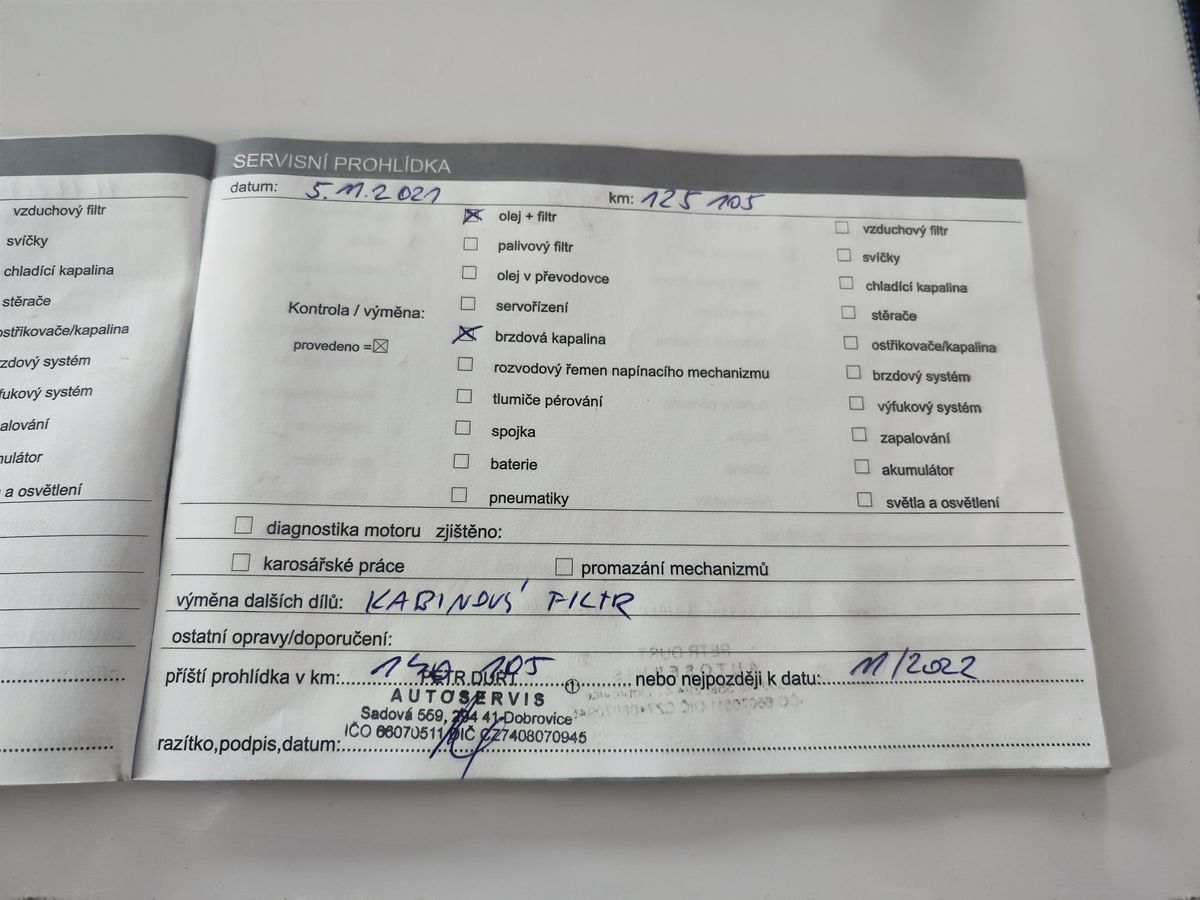 vzduchový filtr
svíčky
chladící kapalina
stěrače
ostřikovače/kapalina
zdový systém
fukový systém
alování
mulátor
a osvětlení
SERVISNÍ PROHLÍDKA
datum: 5.11.2021 km: 125 105
Kontrola / výměna:
provedeno =☒
☒ olej + filtr
☐ palivový filtr
☐ olej v převodovce
☐ servořízení
☒ brzdová kapalina
☐ rozvodový řemen napínacího mechanizmu
☐ tlumiče pérování
☐ spojka
☐ baterie
☐ pneumatiky
☐ vzduchový filtr
☐ svíčky
☐ chladící kapalina
☐ stěrače
☐ ostřikovače/kapalina
☐ brzdový systém
☐ výfukový systém
☐ zapalování
☐ akumulátor
☐ světla a osvětlení
☐ diagnostika motoru zjištěno:
☐ karosářské práce ☐ promazání mechanizmů
výměna dalších dílů: KABINOVÝ FILTR
ostatní opravy/doporučení:
příští prohlídka v km: 140 105 nebo nejpozději k datu: 11/2022
PETR DURT ①
AUTOSERVIS
Sadová 559, 294 41 Dobrovice
IČO 66070511 DIČ CZ7408070945
razítko,podpis,datum: